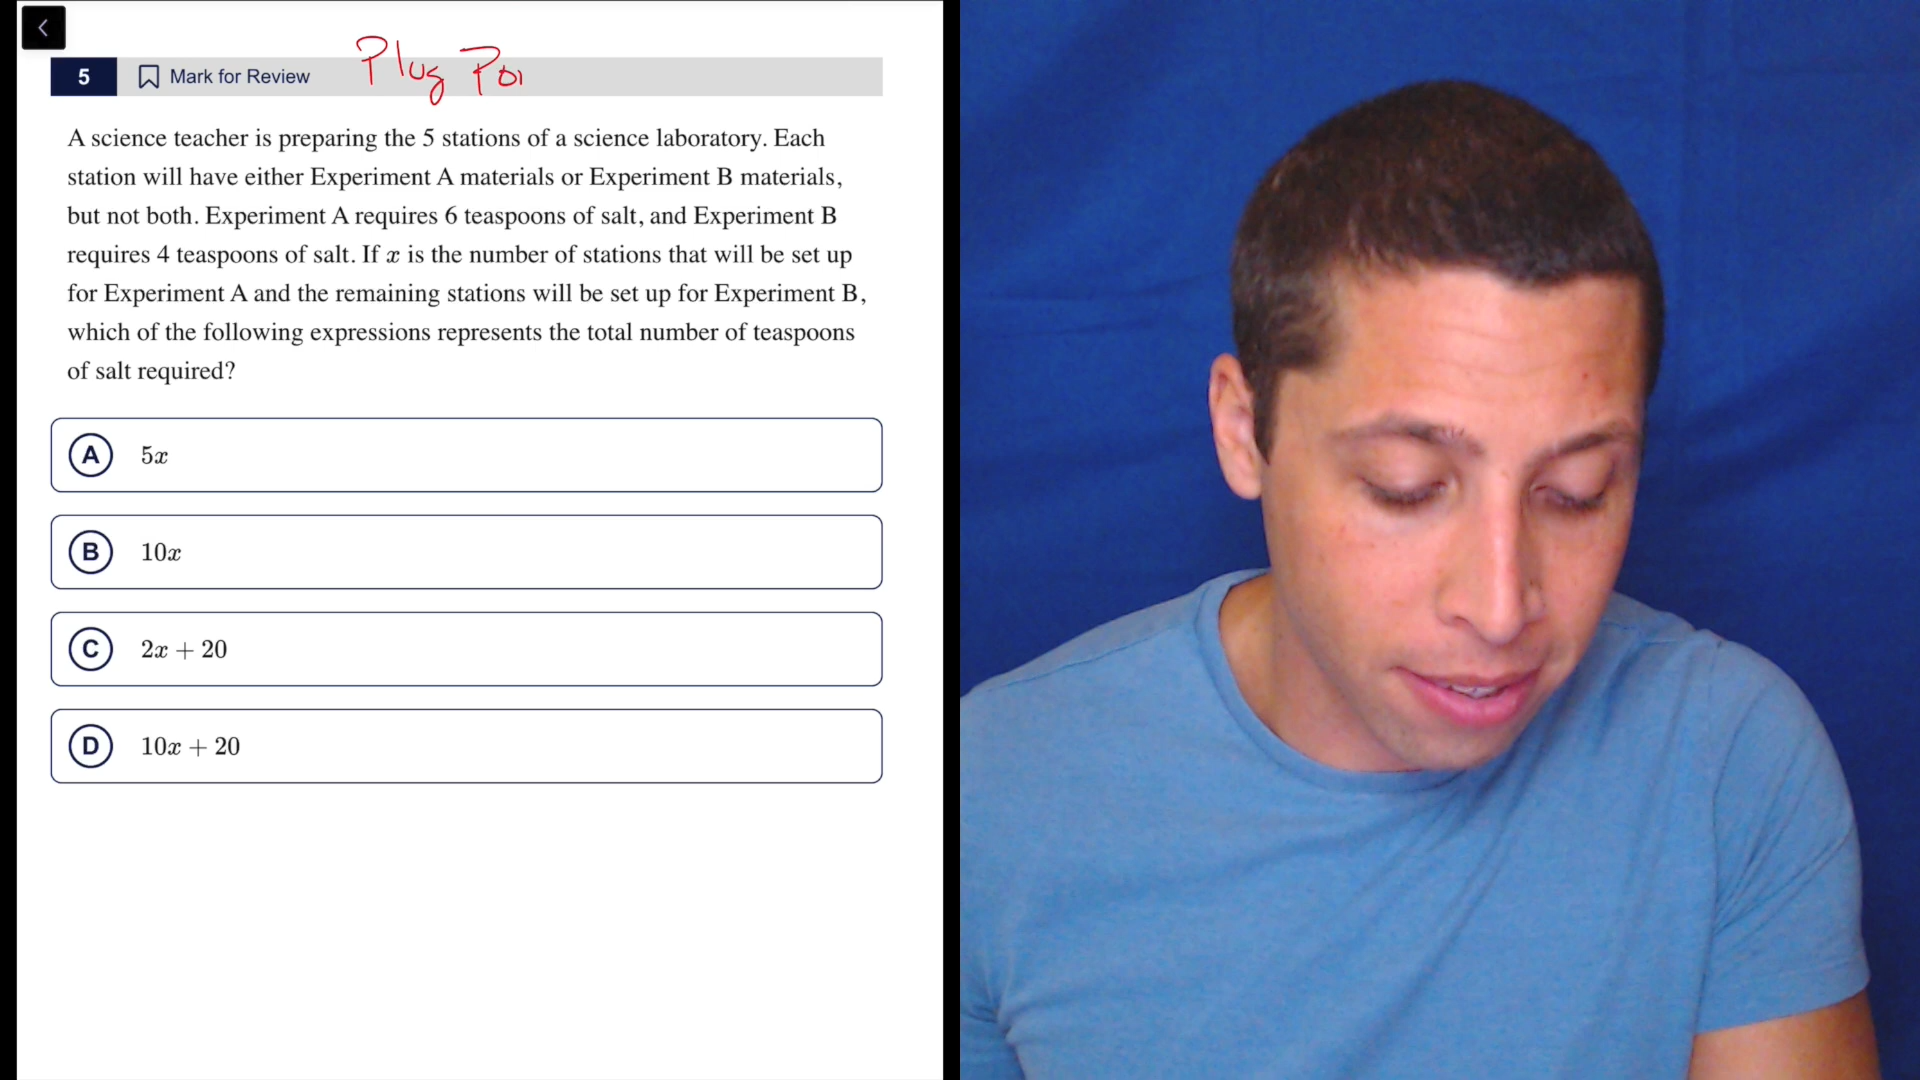 Plug Poi
5 Mark for Review
A science teacher is preparing the 5 stations of a science laboratory. Each
station will have either Experiment A materials or Experiment B materials,
but not both. Experiment A requires 6 teaspoons of salt, and Experiment B
requires 4 teaspoons of salt. If x is the number of stations that will be set up
for Experiment A and the remaining stations will be set up for Experiment B,
which of the following expressions represents the total number of teaspoons
of salt required?
A 5x
B 10x
C 2x + 20
D 10x + 20